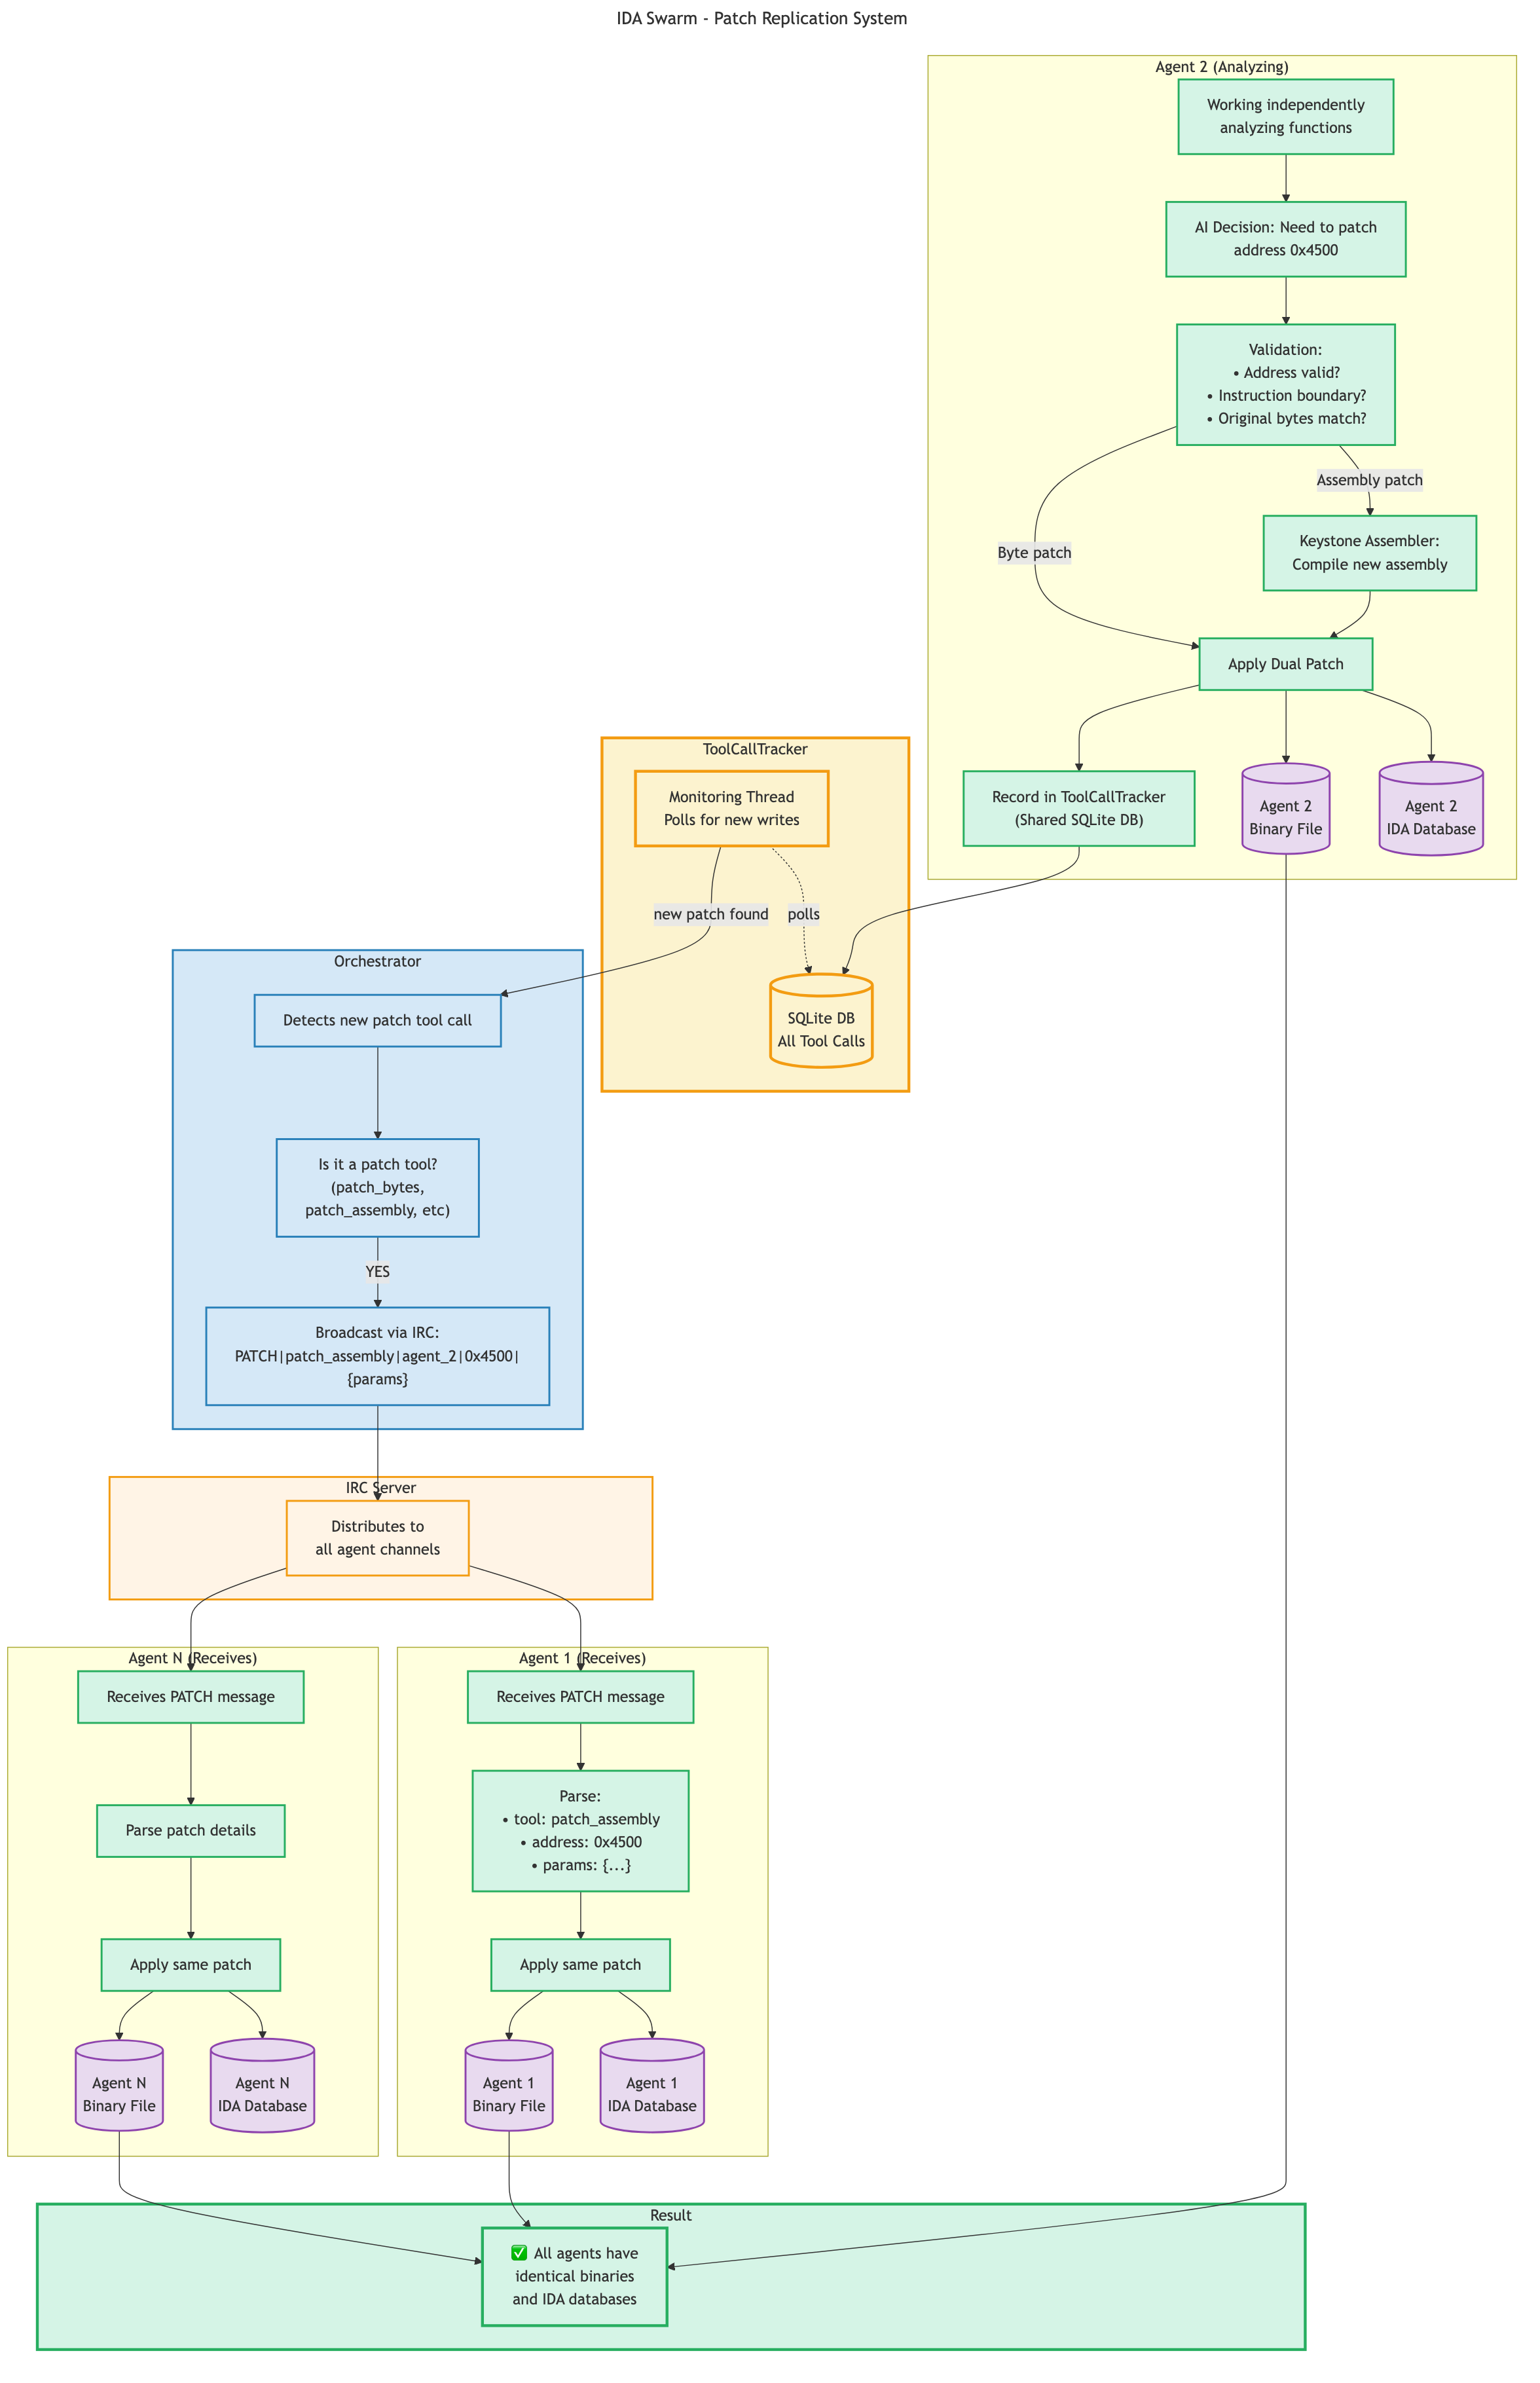 IDA Swarm - Patch Replication System
Agent 2 (Analyzing)
Working independently
analyzing functions
AI Decision: Need to patch
address 0x4500
Validation:
• Address valid?
• Instruction boundary?
• Original bytes match?
Assembly patch
Byte patch
Keystone Assembler:
Compile new assembly
Apply Dual Patch
Record in ToolCallTracker
(Shared SQLite DB)
Agent 2
Binary File
Agent 2
IDA Database
ToolCallTracker
Monitoring Thread
Polls for new writes
new patch found
polls
SQLite DB
All Tool Calls
Orchestrator
Detects new patch tool call
Is it a patch tool?
(patch_bytes,
patch_assembly, etc)
YES
Broadcast via IRC:
PATCH|patch_assembly|agent_2|0x4500|
{params}
IRC Server
Distributes to
all agent channels
Agent N (Receives)
Receives PATCH message
Parse patch details
Apply same patch
Agent N
Binary File
Agent N
IDA Database
Agent 1 (Receives)
Receives PATCH message
Parse:
• tool: patch_assembly
• address: 0x4500
• params: {...}
Apply same patch
Agent 1
Binary File
Agent 1
IDA Database
Result
✅ All agents have
identical binaries
and IDA databases